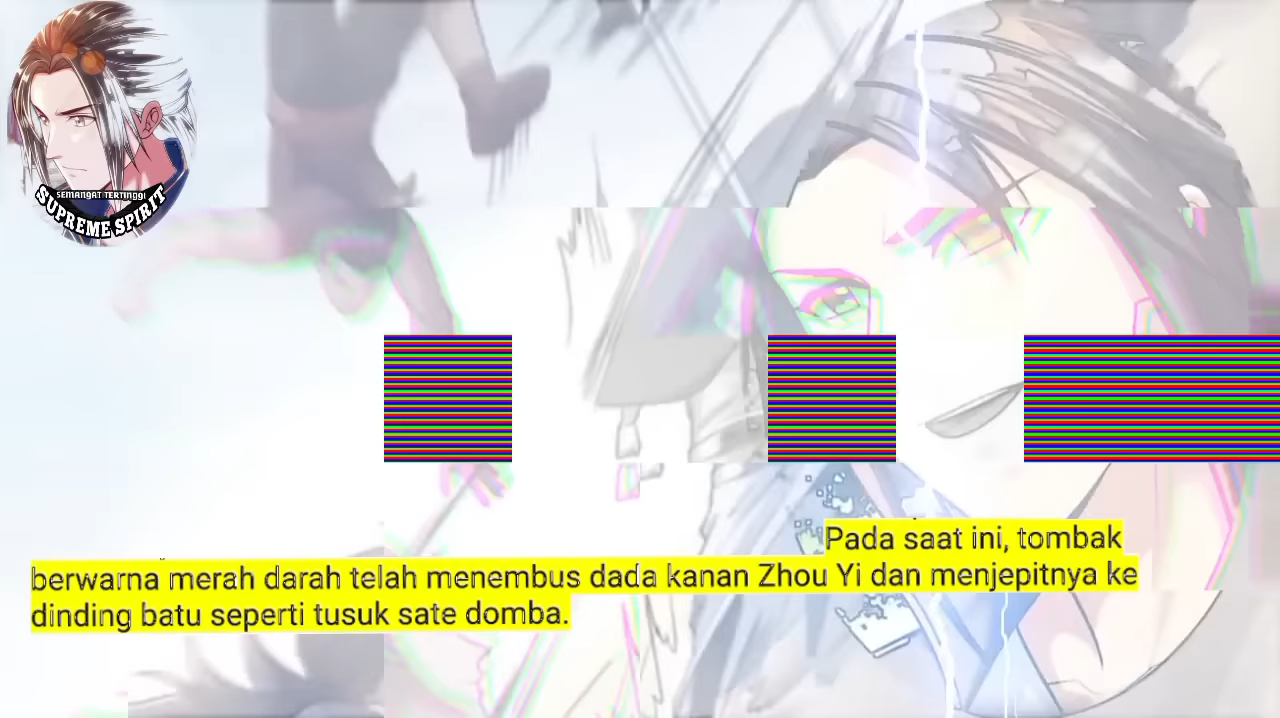 SEMANGAT TERTINGGI
SUPREME SPIRIT
Pada saat ini, tombak
berwarna merah darah telah menembus dada kanan Zhou Yi dan menjepitnya ke
dinding batu seperti tusuk sate domba.